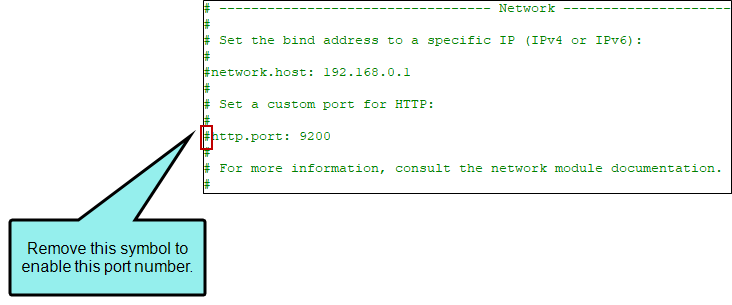 # ---------------------------------- Network ---------------------
#
# Set the bind address to a specific IP (IPv4 or IPv6):
#
#network.host: 192.168.0.1
#
# Set a custom port for HTTP:
#
#http.port: 9200
#
# For more information, consult the network module documentation.
#
Remove this symbol to
enable this port number.